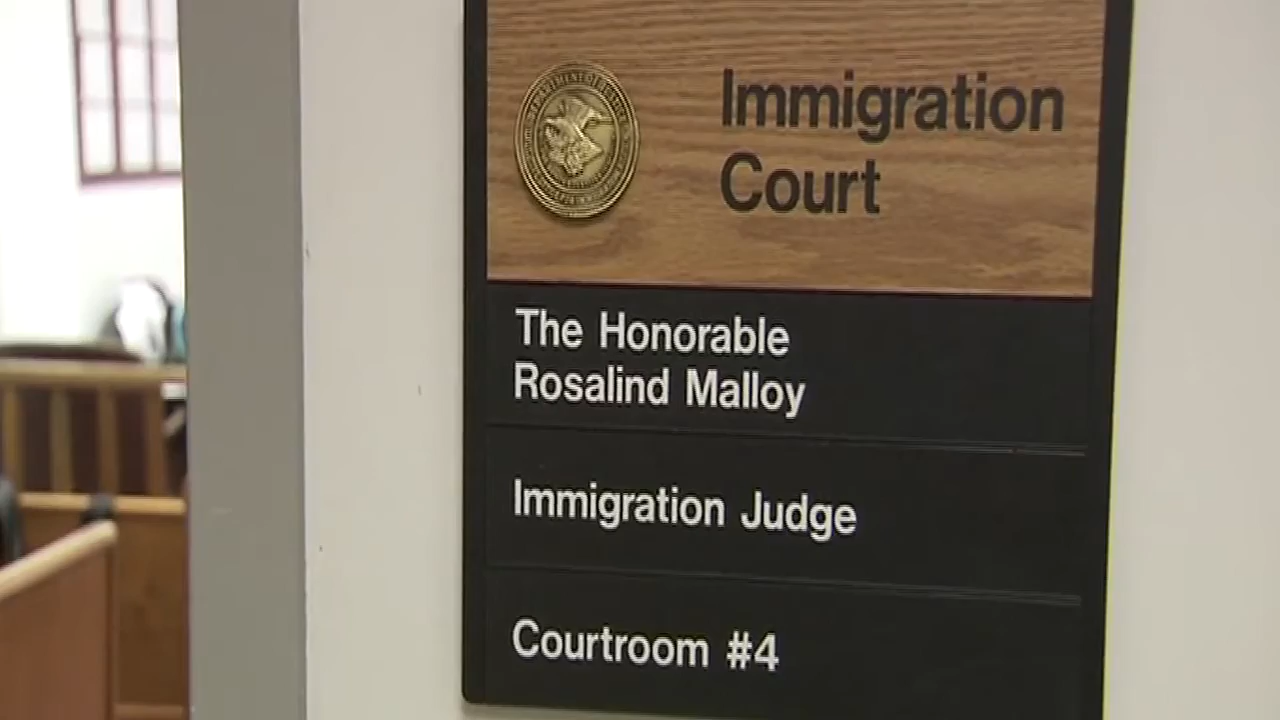 Immigration
Court
The Honorable
Rosalind Malloy
Immigration Judge
Courtroom #4